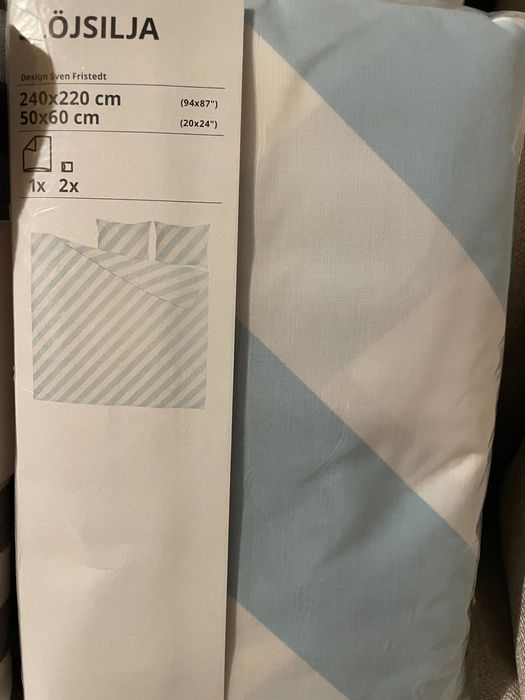 ÖJSILJA
Design Sven Fristedt
240x220 cm (94x87")
50x60 cm (20x24")
1x 2x